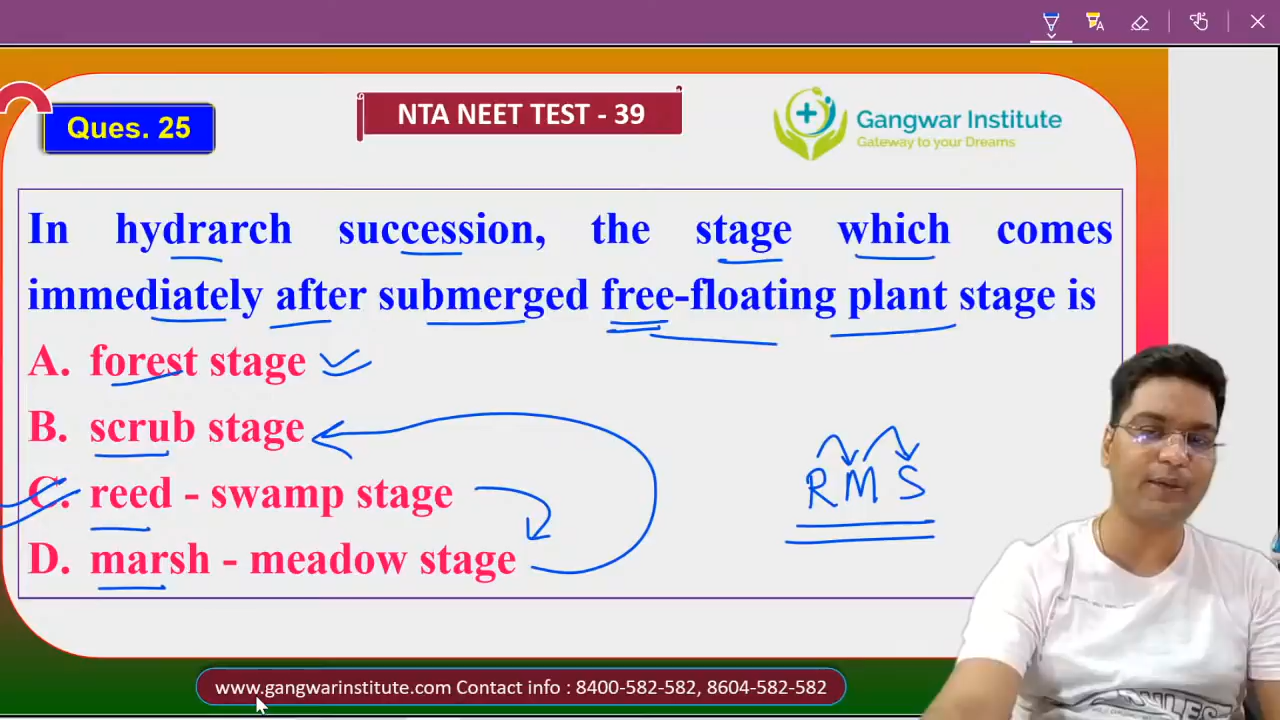 Ques. 25
NTA NEET TEST - 39
Gangwar Institute
Gateway to your Dreams
In hydrarch succession, the stage which comes
immediately after submerged free-floating plant stage is
A. forest stage
B. scrub stage
C. reed - swamp stage
R M S
D. marsh - meadow stage
www.gangwarinstitute.com Contact info : 8400-582-582, 8604-582-582